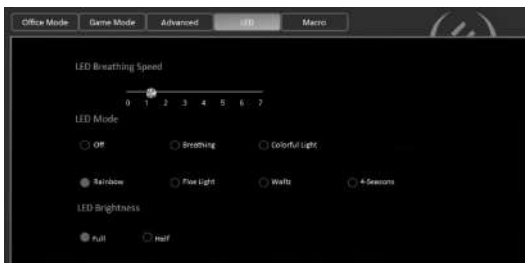 Office Mode Game Mode Advanced LED Macro
LED Breathing Speed
0 1 2 3 4 5 6 7
LED Mode
Off Breathing Colorful Light
Rainbow Floe Light Waltz 4-Seasons
LED Brightness
Full Half